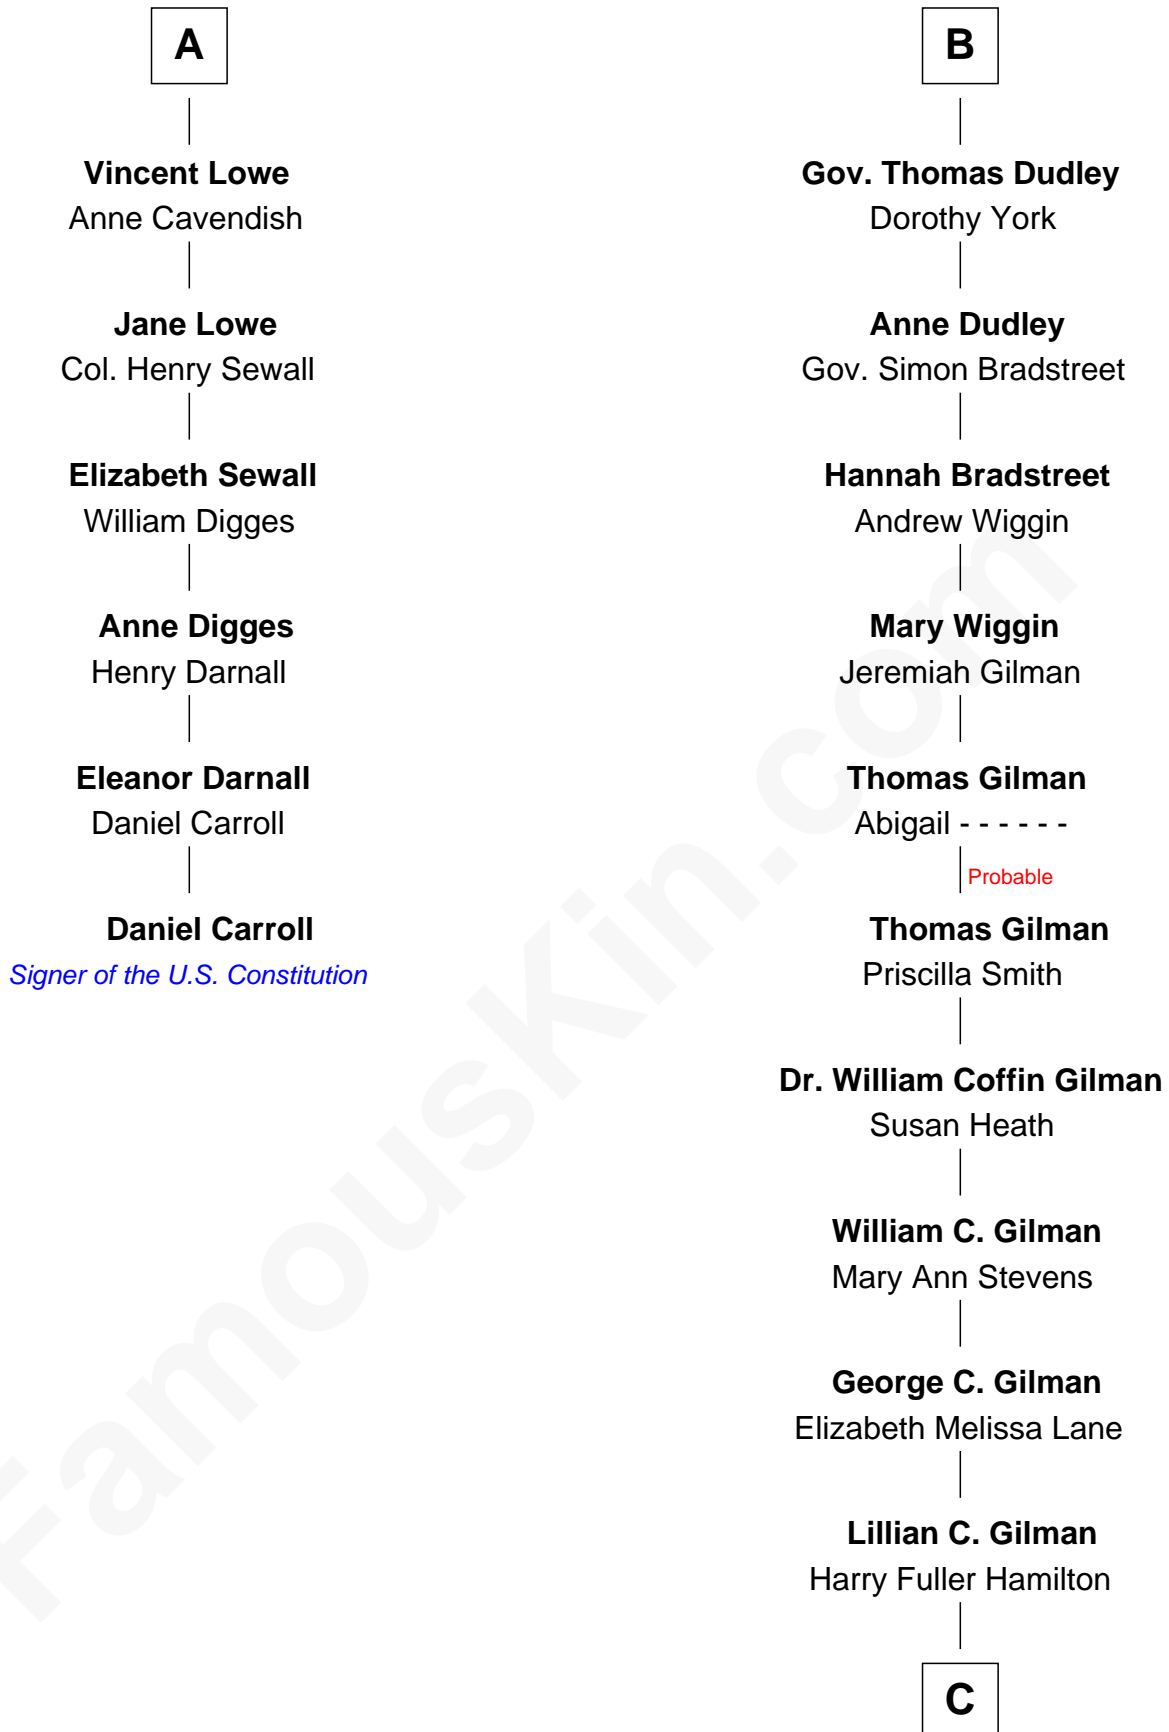 A
Vincent Lowe
Anne Cavendish
Jane Lowe
Col. Henry Sewall
Elizabeth Sewall
William Digges
Anne Digges
Henry Darnall
Eleanor Darnall
Daniel Carroll
Daniel Carroll
Signer of the U.S. Constitution
B
Gov. Thomas Dudley
Dorothy York
Anne Dudley
Gov. Simon Bradstreet
Hannah Bradstreet
Andrew Wiggin
Mary Wiggin
Jeremiah Gilman
Thomas Gilman
Abigail - - - - - -
Probable
Thomas Gilman
Priscilla Smith
Dr. William Coffin Gilman
Susan Heath
William C. Gilman
Mary Ann Stevens
George C. Gilman
Elizabeth Melissa Lane
Lillian C. Gilman
Harry Fuller Hamilton
C
FamousKin.com